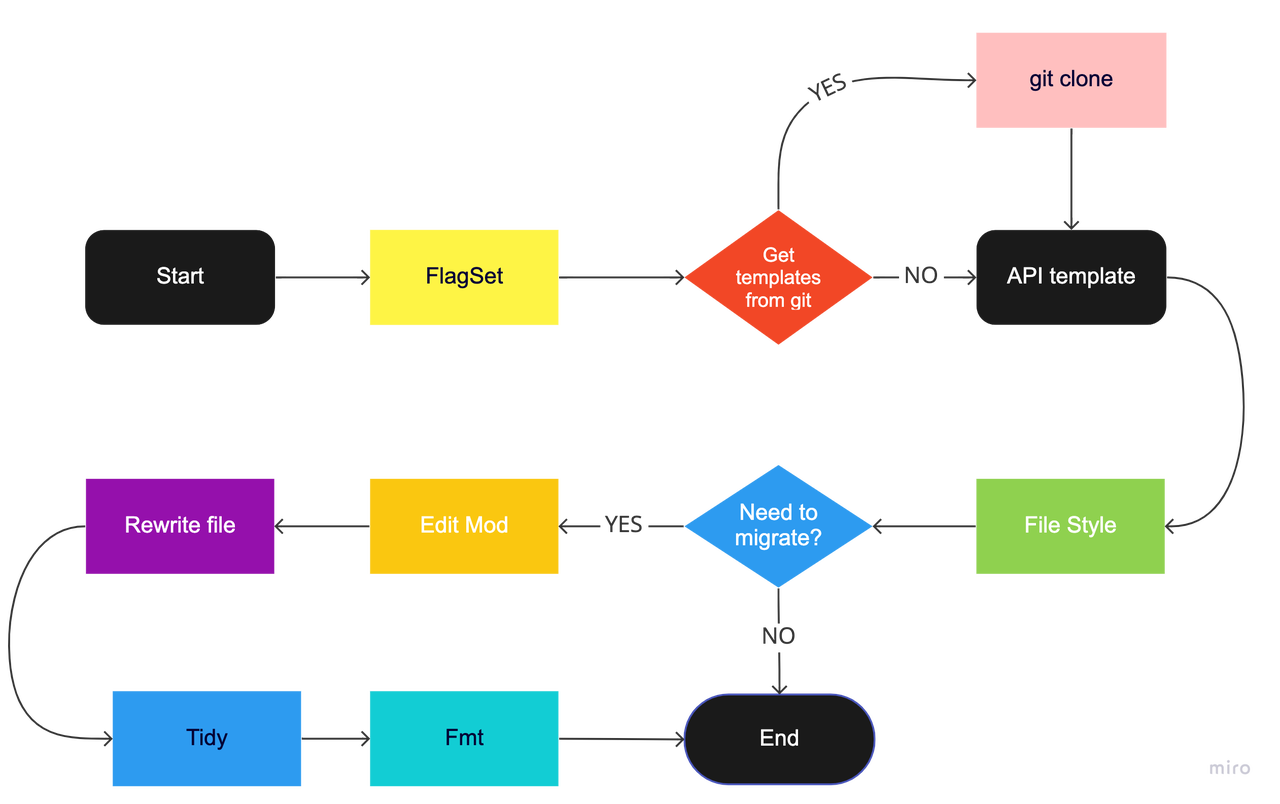 YES
git clone
Start
FlagSet
Get
templates
from git
NO
API template
Rewrite file
Edit Mod
YES
Need to
migrate?
File Style
NO
Tidy
Fmt
End
miro